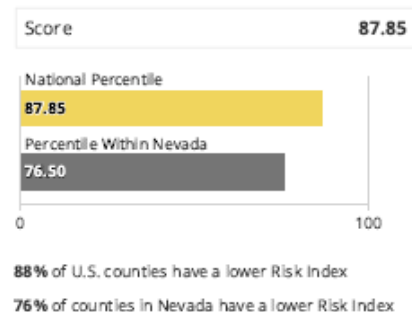 Score 87.85
National Percentile
87.85
Percentile Within Nevada
76.50
0 100
88% of U.S. counties have a lower Risk Index
76% of counties in Nevada have a lower Risk Index